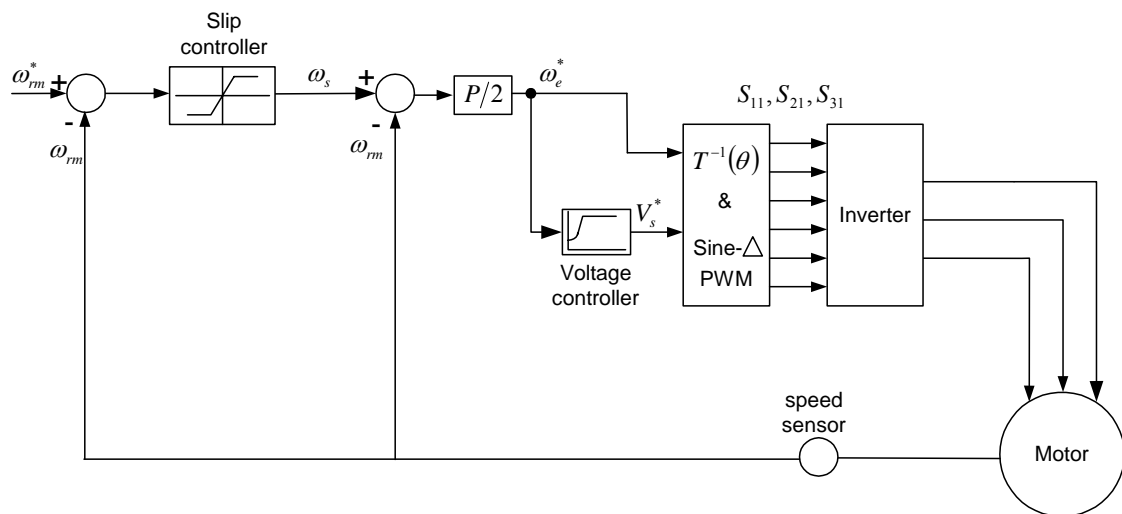 Slip
controller
ω*rm
+
-
ωrm
ωs
+
-
ωrm
P/2
ω*e
Voltage
controller
V*s
S11, S21, S31
T⁻¹(θ)
&
Sine-△
PWM
Inverter
speed
sensor
Motor